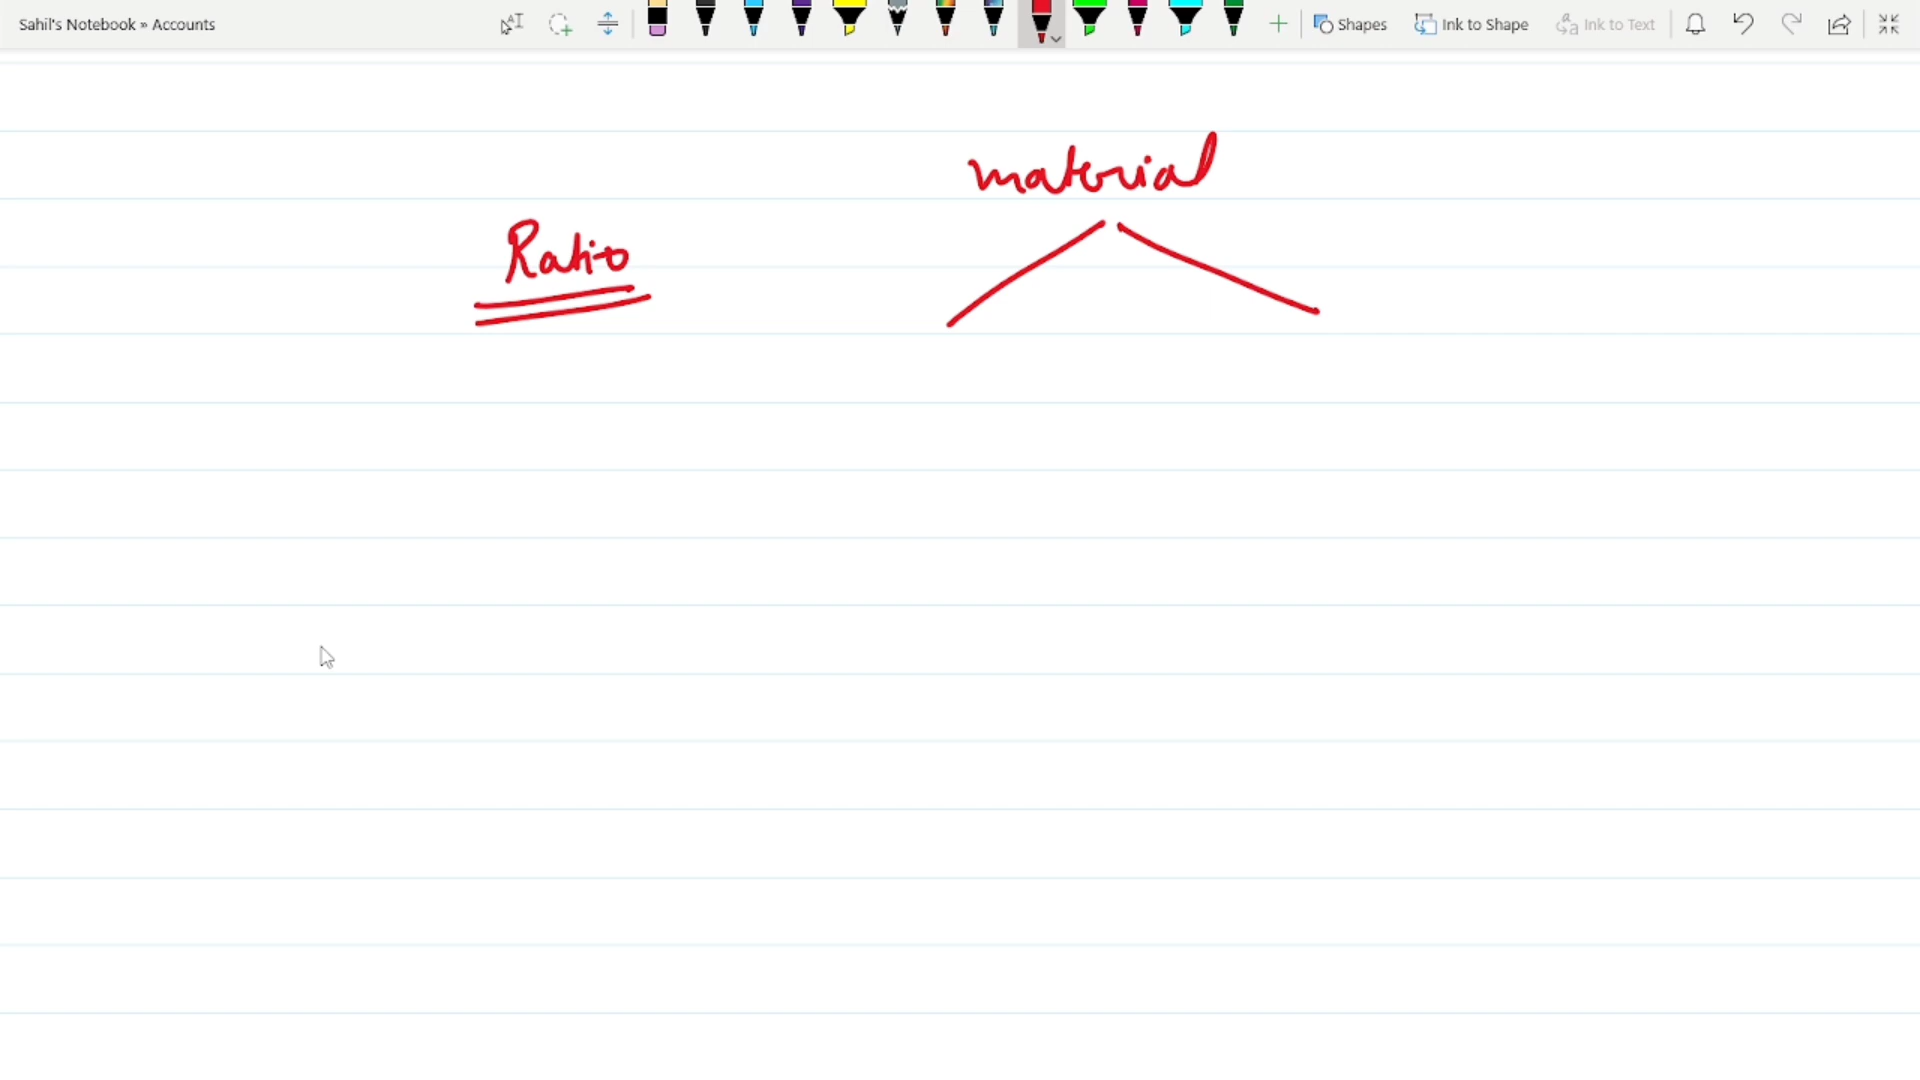 Sahil's Notebook » Accounts
Shapes
Ink to Shape
Ink to Text
material
Ratio